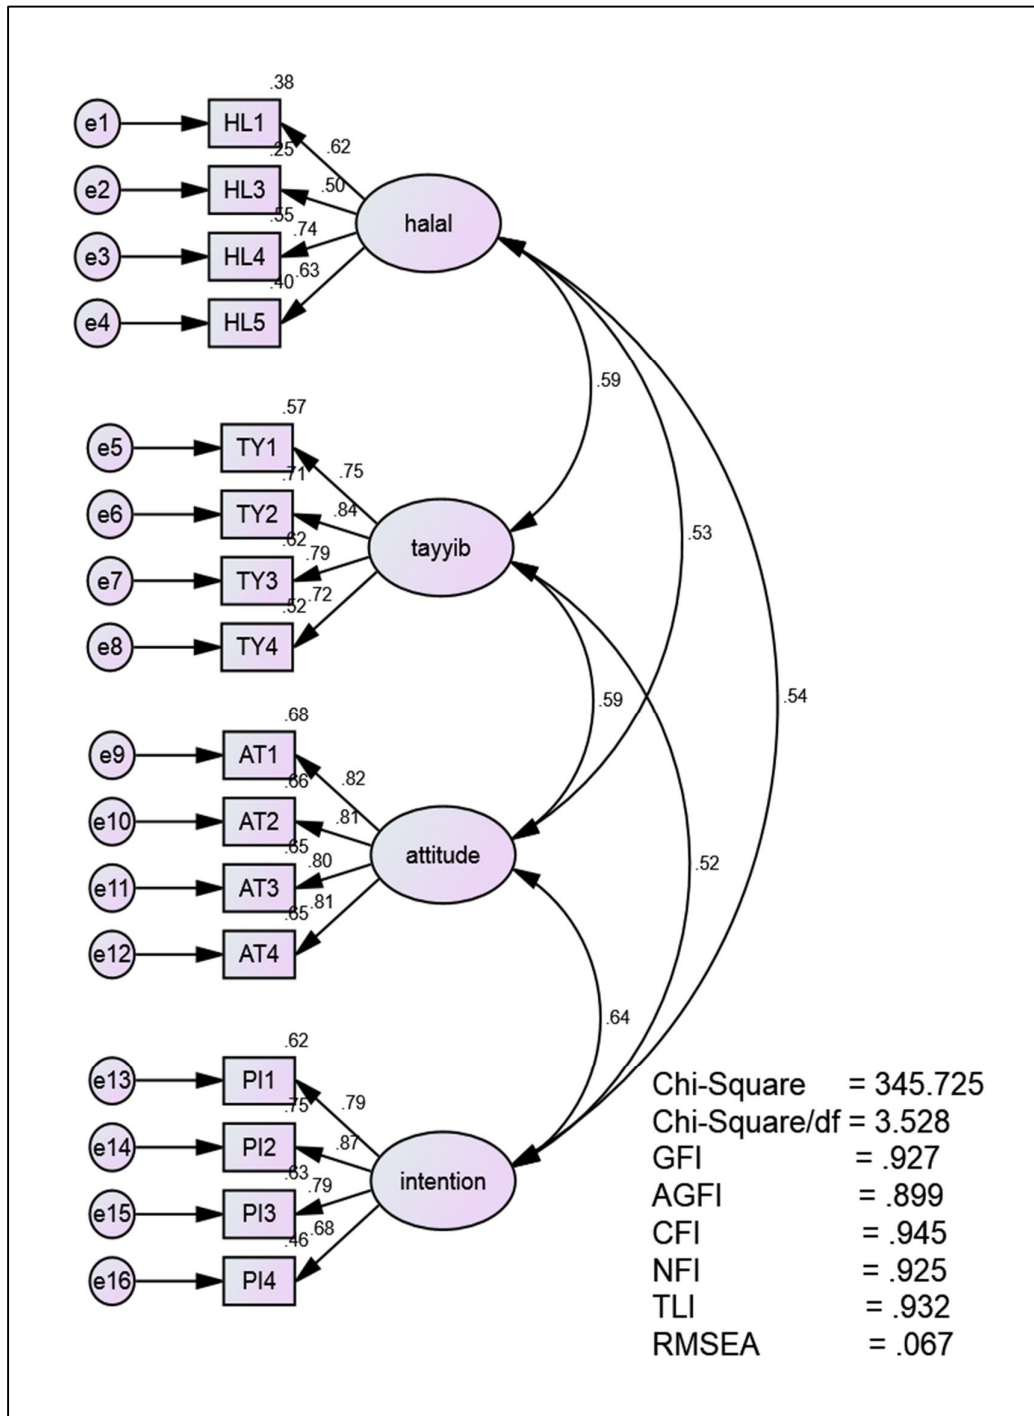 .38
e1 HL1
.62
.25
e2 HL3
.50
halal
.55
.74
e3 HL4
.63
.40
e4 HL5
.59
.57
e5 TY1
.75
.71
e6 TY2
.84
.53
.62
.79
tayyib
e7 TY3
.72
.52
e8 TY4
.59
.54
.68
e9 AT1
.82
.66
e10 AT2
.81
.65
.80
attitude
.52
e11 AT3
.81
.65
e12 AT4
.64
.62
e13 PI1
.79
.75
e14 PI2
.87
.63
.79
intention
e15 PI3
.68
.46
e16 PI4
Chi-Square = 345.725
Chi-Square/df = 3.528
GFI = .927
AGFI = .899
CFI = .945
NFI = .925
TLI = .932
RMSEA = .067